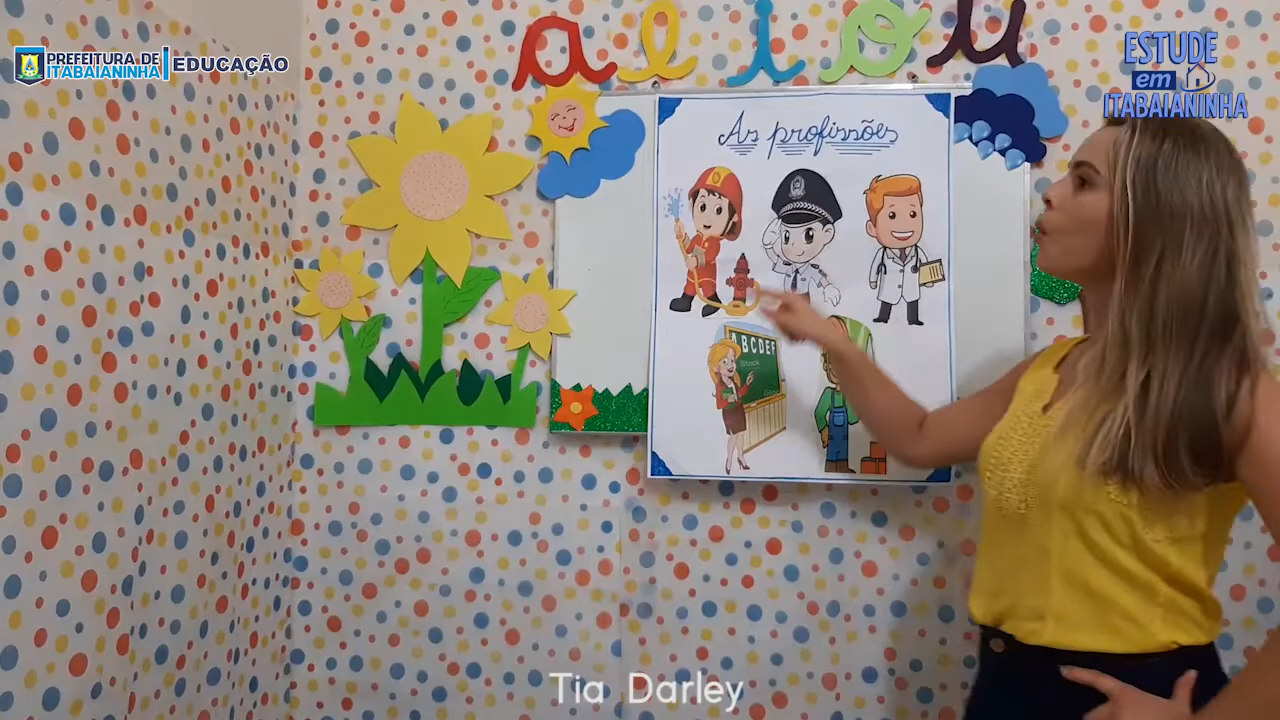 PREFEITURA DE
ITABAIANINHA
EDUCAÇÃO
a e i o u
ESTUDE
em
ITABAIANINHA
As profissões
ABCDEF
Tia Darley